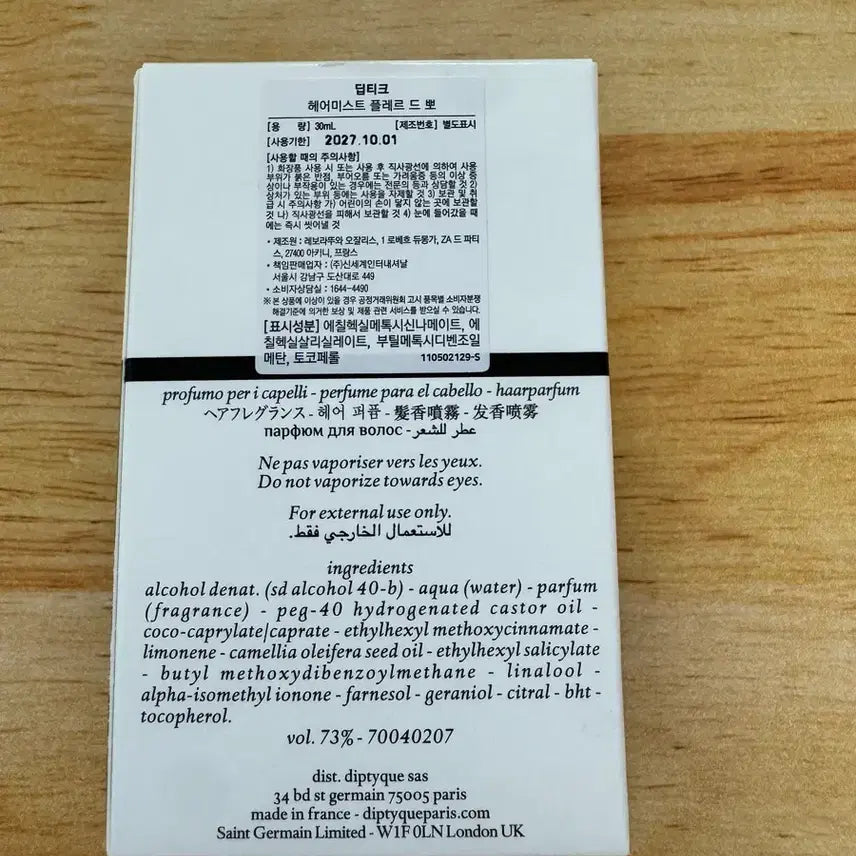 딥티크
헤어미스트 플레르 드 뽀
[용 량] 30mL [제조번호] 별도표시
[사용기한] 2027.10.01
[사용할 때의 주의사항]
1) 화장품 사용 시 또는 사용 후 직사광선에 의하여 사용
부위가 붉은 반점, 부어오름 또는 가려움증 등의 이상 증
상이나 부작용이 있는 경우에는 전문의 등과 상담할 것 2)
상처가 있는 부위 등에는 사용을 자제할 것 3) 보관 및 취
급 시 주의사항 가) 어린이의 손이 닿지 않는 곳에 보관할
것 나) 직사광선을 피해서 보관할 것 4) 눈에 들어갔을 때
에는 즉시 씻어낼 것
• 제조원 : 레보라뚜와 오잘리스, 1 로베흐 듀몽가, ZA 드 파티
스, 27400 아키니, 프랑스
• 책임판매업자 : (주)신세계인터내셔날
서울시 강남구 도산대로 449
• 소비자상담실 : 1644-4490
※ 본 상품에 이상이 있을 경우 공정거래위원회 고시 품목별 소비자분쟁
해결기준에 의거한 보상 및 제품 관련 서비스를 받으실 수 있습니다.
[표시성분] 에칠헥실메톡시신나메이트, 에
칠헥실살리실레이트, 부틸메톡시디벤조일
메탄, 토코페롤 110502129-S
profumo per i capelli - perfume para el cabello - haarparfum
ヘアフレグランス - 헤어 퍼퓸 - 髮香噴霧 - 发香喷雾
парфюм для волос - عطر للشعر
Ne pas vaporiser vers les yeux.
Do not vaporize towards eyes.
For external use only.
للاستعمال الخارجي فقط.
ingredients
alcohol denat. (sd alcohol 40-b) - aqua (water) - parfum
(fragrance) - peg-40 hydrogenated castor oil -
coco-caprylate/caprate - ethylhexyl methoxycinnamate -
limonene - camellia oleifera seed oil - ethylhexyl salicylate
- butyl methoxydibenzoylmethane - linalool -
alpha-isomethyl ionone - farnesol - geraniol - citral - bht -
tocopherol.
vol. 73% - 70040207
dist. diptyque sas
34 bd st germain 75005 paris
made in france - diptyqueparis.com
Saint Germain Limited - W1F 0LN London UK